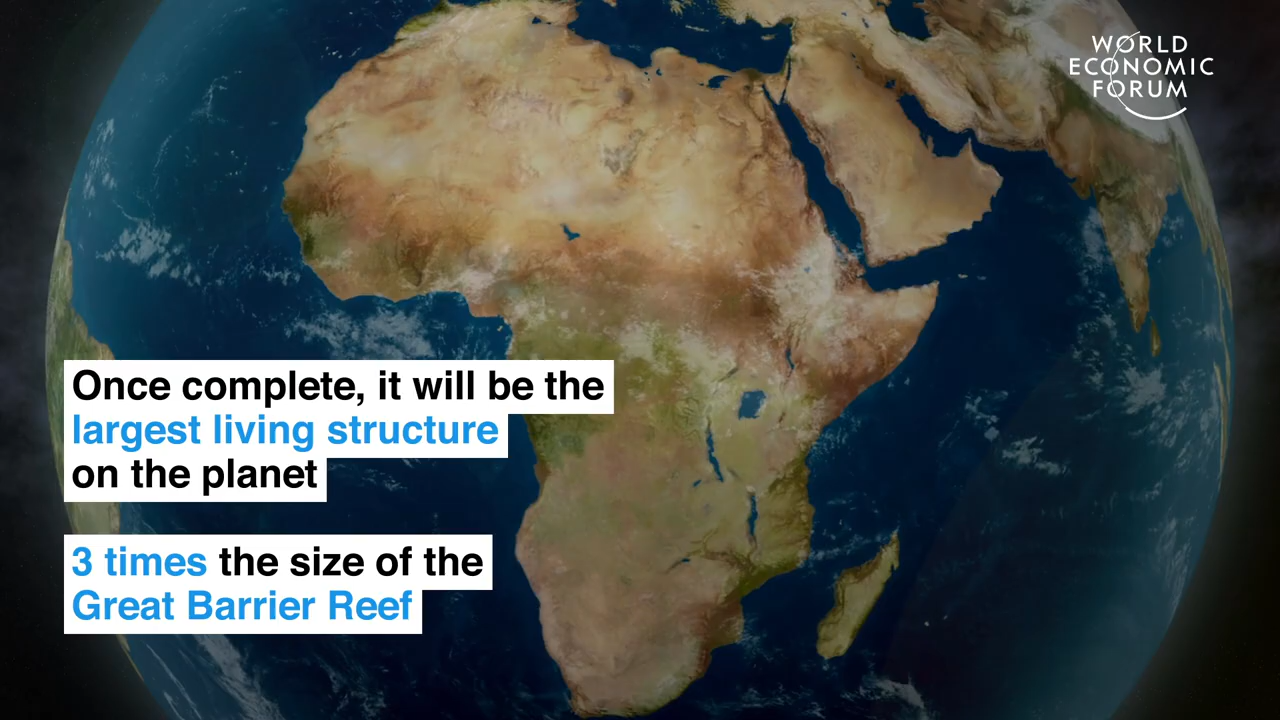 WORLD
ECONOMIC
FORUM
Once complete, it will be the
largest living structure
on the planet
3 times the size of the
Great Barrier Reef